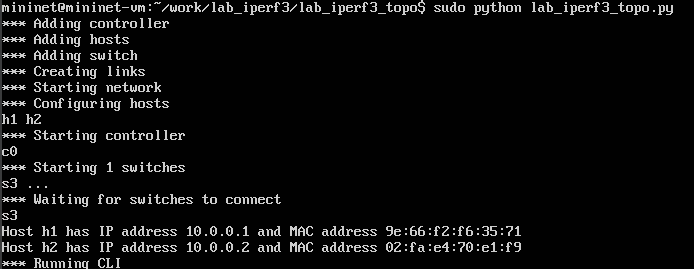 mininet@mininet-vm:~/work/lab_iperf3/lab_iperf3_topo$ sudo python lab_iperf3_topo.py
*** Adding controller
*** Adding hosts
*** Adding switch
*** Creating links
*** Starting network
*** Configuring hosts
h1 h2
*** Starting controller
c0
*** Starting 1 switches
s3 ...
*** Waiting for switches to connect
s3
Host h1 has IP address 10.0.0.1 and MAC address 9e:66:f2:f6:35:71
Host h2 has IP address 10.0.0.2 and MAC address 02:fa:e4:70:e1:f9
*** Running CLI